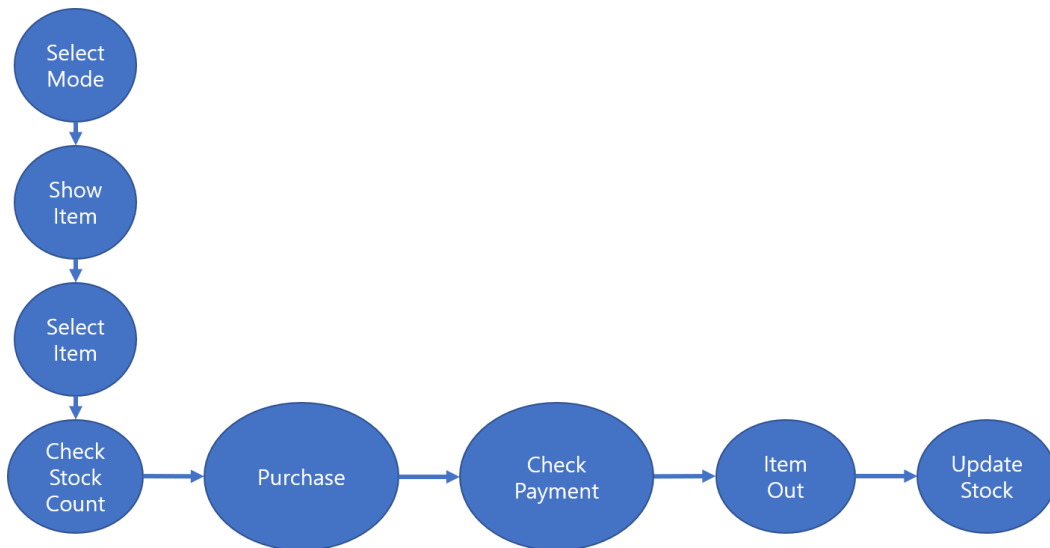 Select
Mode
Show
Item
Select
Item
Check
Stock
Count
Purchase
Check
Payment
Item
Out
Update
Stock